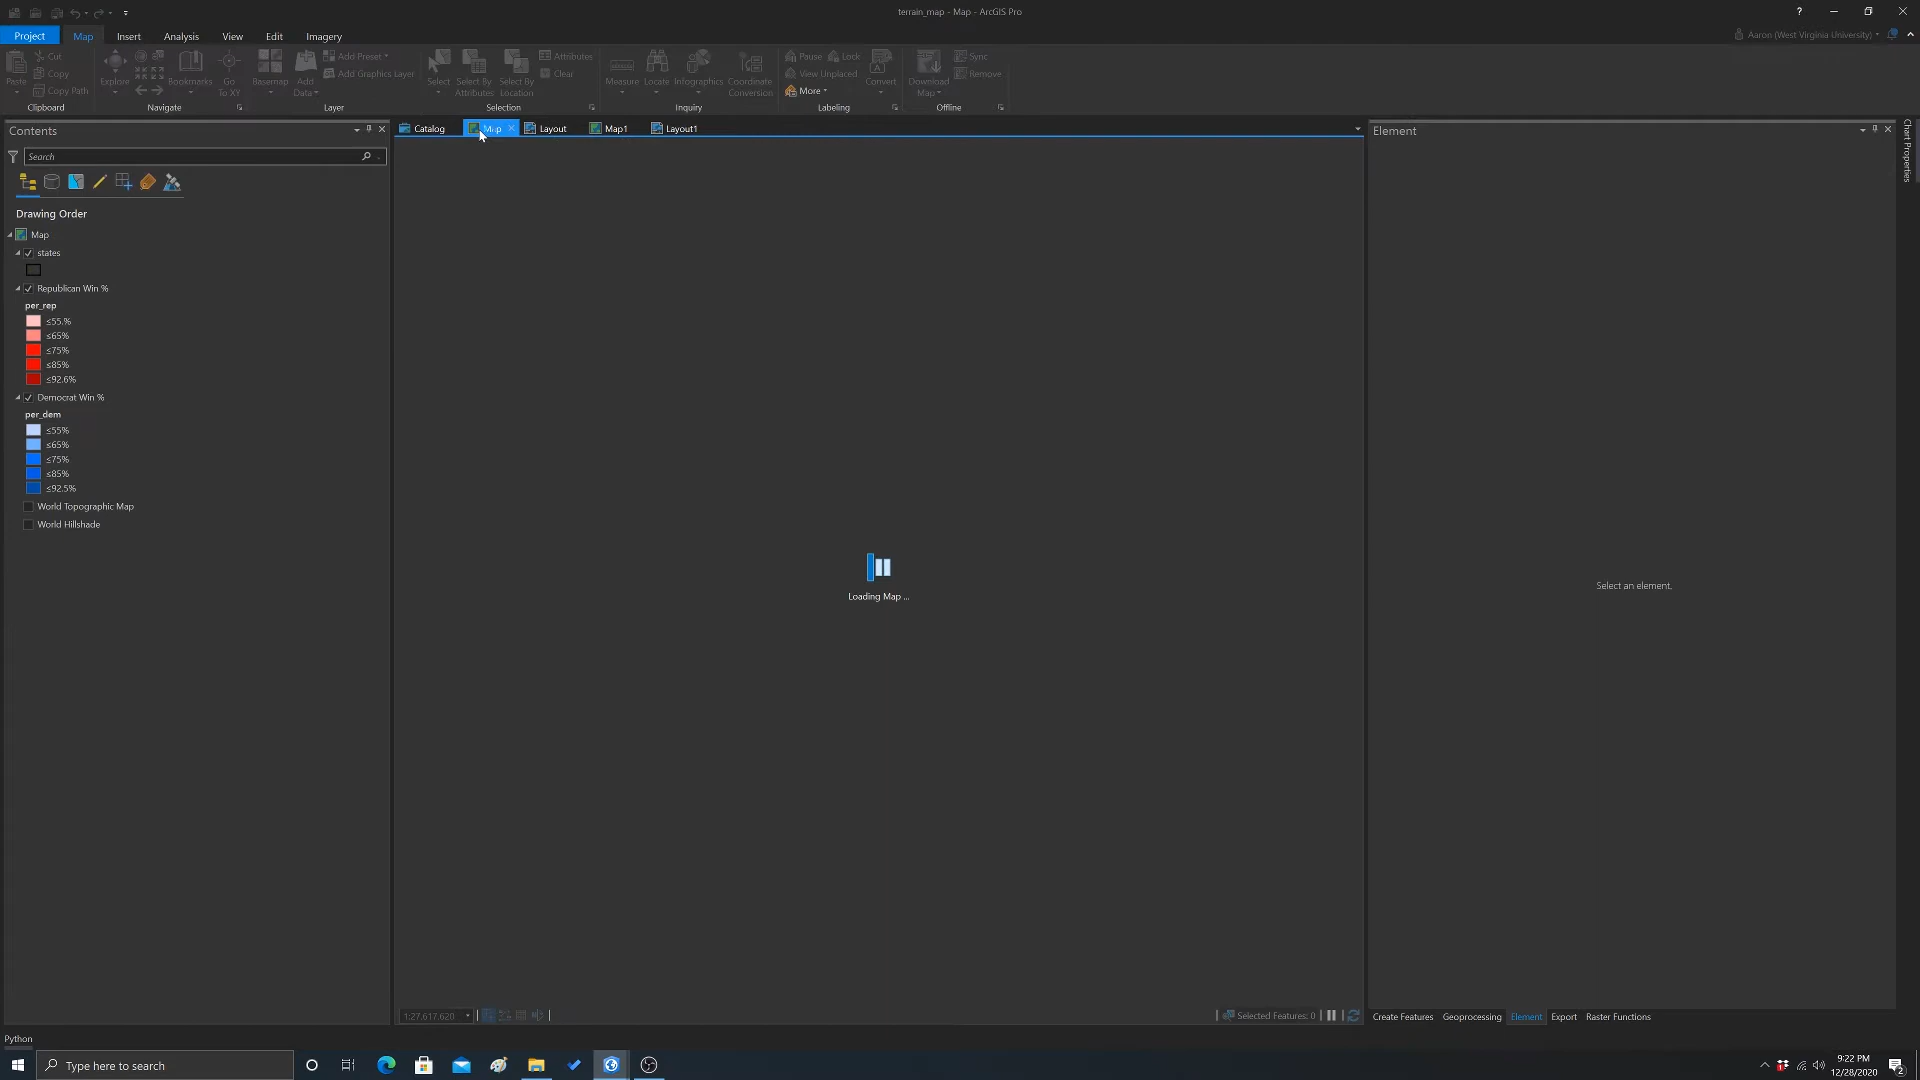 terrain_map - Map - ArcGIS Pro
?
Project Map Insert Analysis View Edit Imagery
Aaron (West Virginia University)
Paste Cut Copy Copy Path
Clipboard
Explore Bookmarks Go To XY
Navigate
Basemap Add Data Add Preset Add Graphics Layer
Layer
Select Select By Attributes Select By Location Attributes Clear
Selection
Measure Locate Infographics Coordinate Conversion
Inquiry
Pause Lock View Unplaced More Convert
Labeling
Download Map Sync Remove
Offline
Contents
Search
Drawing Order
Map
states
Republican Win %
per_rep
≤55.%
≤65%
≤75%
≤85%
≤92.6%
Democrat Win %
per_dem
≤55%
≤65%
≤75%
≤85%
≤92.5%
World Topographic Map
World Hillshade
Catalog Map Layout Map1 Layout1
Loading Map ...
1:27,617,620
Selected Features: 0
Element
Select an element.
Chart Properties
Create Features Geoprocessing Element Export Raster Functions
Python
Type here to search
9:22 PM
12/28/2020
2